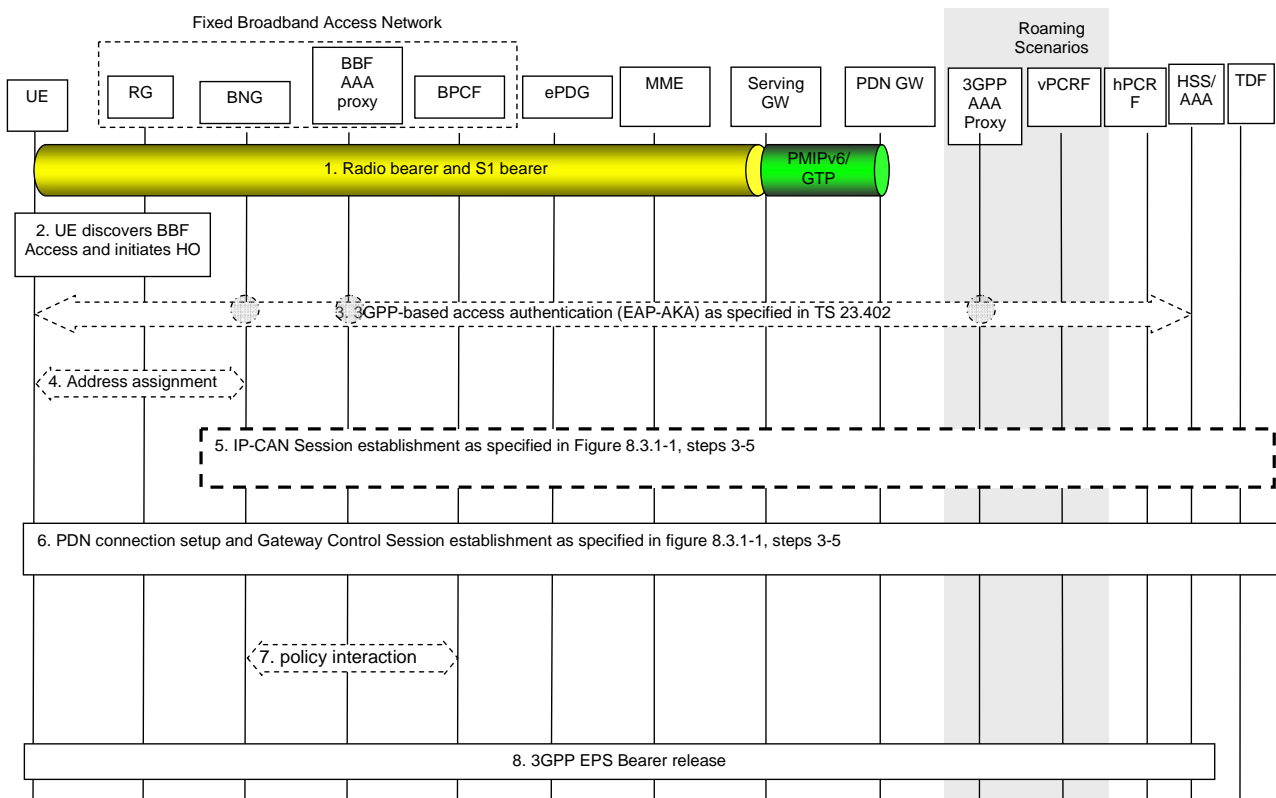 Fixed Broadband Access Network
Roaming
Scenarios
UE
RG
BNG
BBF
AAA
proxy
BPCF
ePDG
MME
Serving
GW
PDN GW
3GPP
AAA
Proxy
vPCRF
hPCR
F
HSS/
AAA
TDF
1. Radio bearer and S1 bearer
PMIPv6/
GTP
2. UE discovers BBF
Access and initiates HO
3. 3GPP-based access authentication (EAP-AKA) as specified in TS 23.402
4. Address assignment
5. IP-CAN Session establishment as specified in Figure 8.3.1-1, steps 3-5
6. PDN connection setup and Gateway Control Session establishment as specified in figure 8.3.1-1, steps 3-5
7. policy interaction
8. 3GPP EPS Bearer release